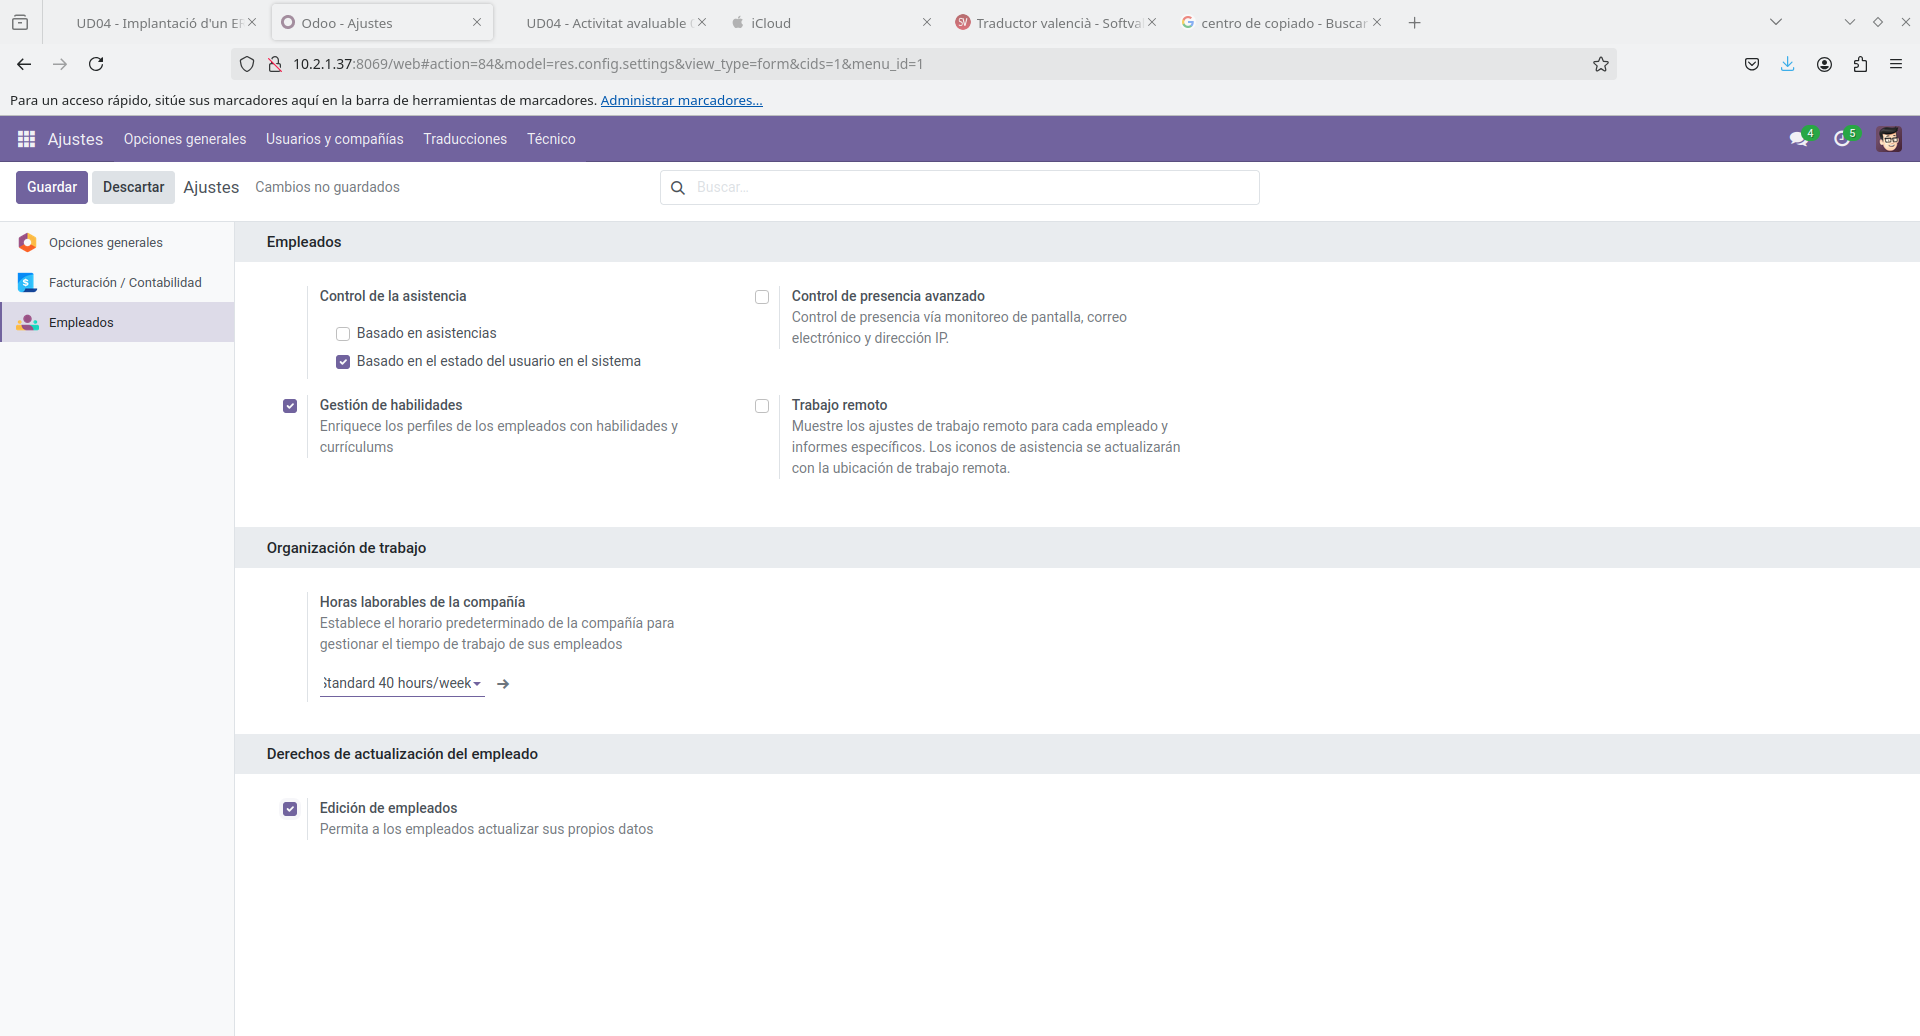 UD04 - Implantació d'un ER
Odoo - Ajustes
UD04 - Activitat avaluable
iCloud
SV
Traductor valencià - Softva
centro de copiado - Buscar
10.2.1.37:8069/web#action=84&model=res.config.settings&view_type=form&cids=1&menu_id=1
Para un acceso rápido, sitúe sus marcadores aquí en la barra de herramientas de marcadores. Administrar marcadores...
Ajustes Opciones generales Usuarios y compañías Traducciones Técnico 4 5
Guardar Descartar Ajustes Cambios no guardados Buscar...
Opciones generales
Facturación / Contabilidad
Empleados
Empleados
Control de la asistencia
Basado en asistencias
Basado en el estado del usuario en el sistema
Control de presencia avanzado
Control de presencia vía monitoreo de pantalla, correo
electrónico y dirección IP.
Gestión de habilidades
Enriquece los perfiles de los empleados con habilidades y
currículums
Trabajo remoto
Muestre los ajustes de trabajo remoto para cada empleado y
informes específicos. Los iconos de asistencia se actualizarán
con la ubicación de trabajo remota.
Organización de trabajo
Horas laborables de la compañía
Establece el horario predeterminado de la compañía para
gestionar el tiempo de trabajo de sus empleados
Standard 40 hours/week
Derechos de actualización del empleado
Edición de empleados
Permita a los empleados actualizar sus propios datos